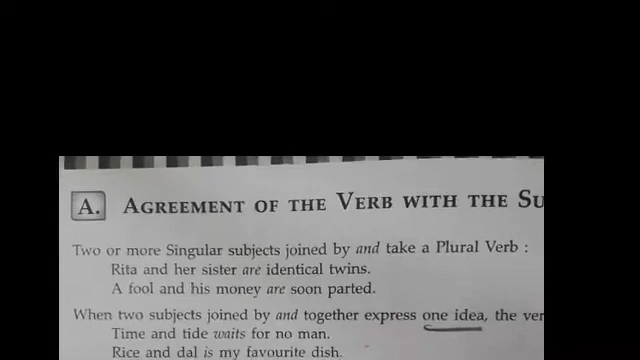 A. AGREEMENT OF THE VERB WITH THE
Two or more Singular subjects joined by and take a Plural Verb :
Rita and her sister are identical twins.
A fool and his money are soon parted.
When two subjects joined by and together express one idea, the
Time and tide waits for no man.
Rice and dal is my favourite dish.